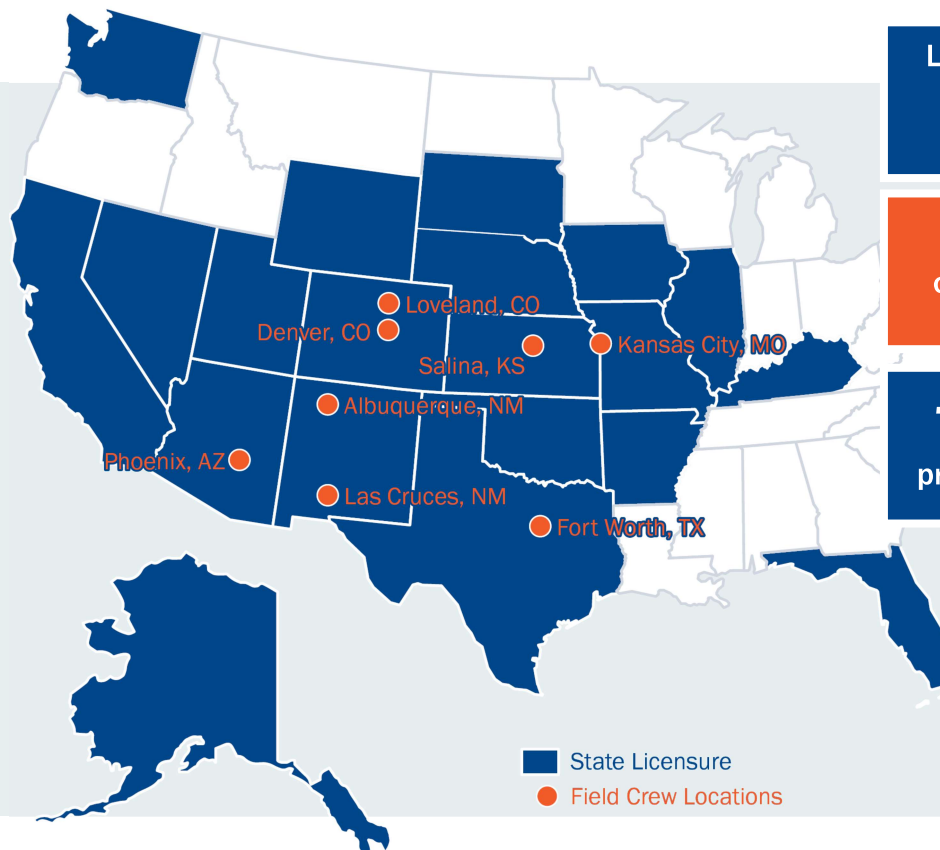 Loveland, CO
Denver, CO
Kansas City, MO
Salina, KS
Albuquerque, NM
Phoenix, AZ
Las Cruces, NM
Fort Worth, TX
State Licensure
Field Crew Locations